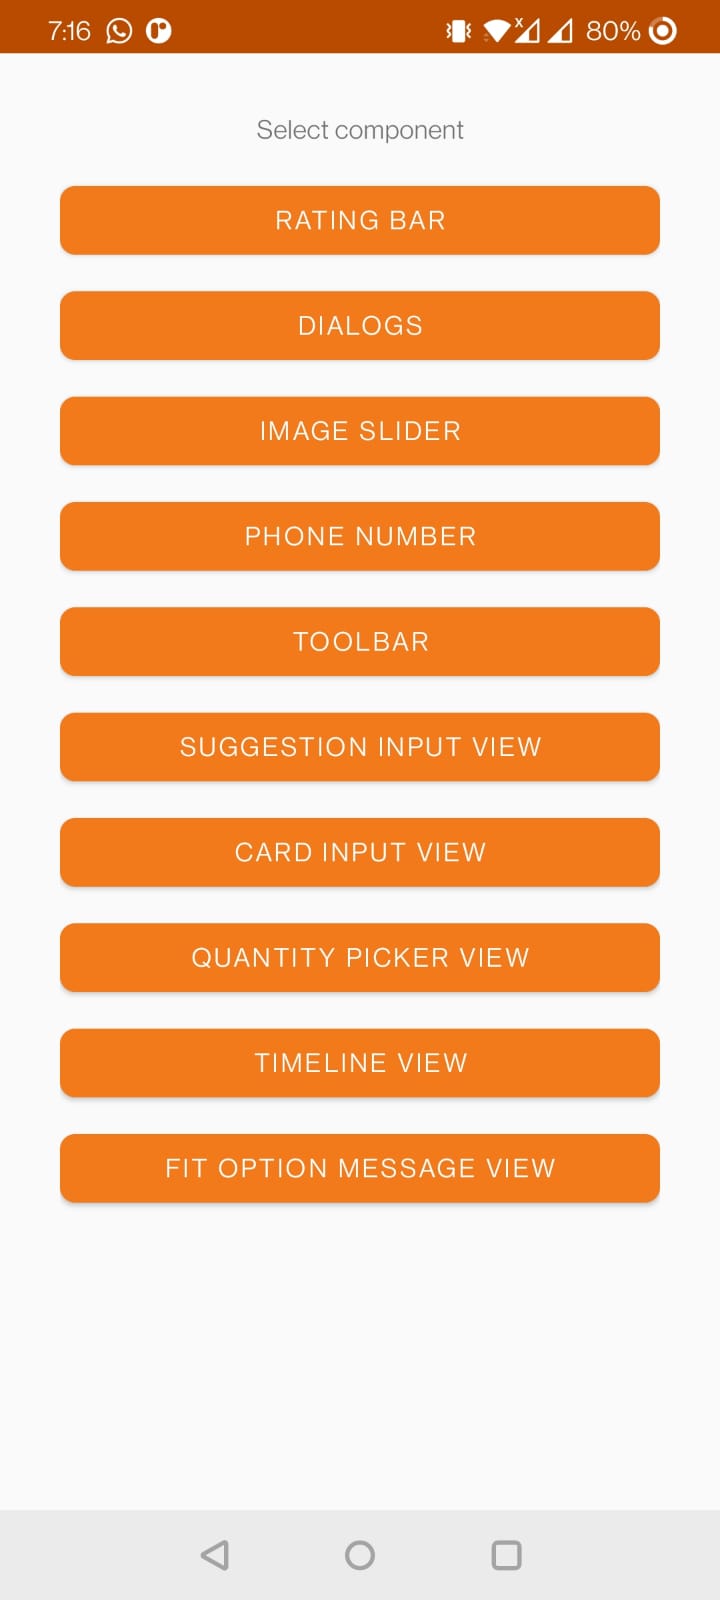 7:16
80%
Select component
RATING BAR
DIALOGS
IMAGE SLIDER
PHONE NUMBER
TOOLBAR
SUGGESTION INPUT VIEW
CARD INPUT VIEW
QUANTITY PICKER VIEW
TIMELINE VIEW
FIT OPTION MESSAGE VIEW